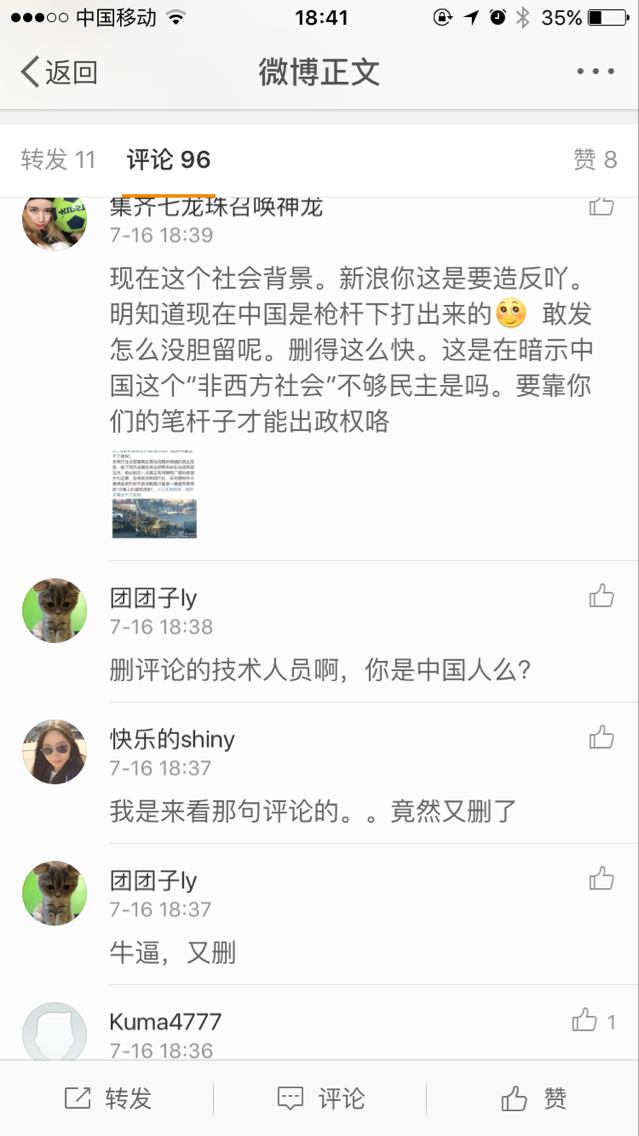 中国移动 18:41 35%
返回 微博正文
转发 11 评论 96 赞 8
集齐七龙珠召唤神龙
7-16 18:39
现在这个社会背景。新浪你这是要造反吖。
明知道现在中国是枪杆下打出来的 敢发
怎么没胆留呢。删得这么快。这是在暗示中
国这个"非西方社会"不够民主是吗。要靠你
们的笔杆子才能出政权咯
团团子ly
7-16 18:38
删评论的技术人员啊，你是中国人么？
快乐的shiny
7-16 18:37
我是来看那句评论的。。竟然又删了
团团子ly
7-16 18:37
牛逼，又删
Kuma4777 1
7-16 18:36
转发 评论 赞